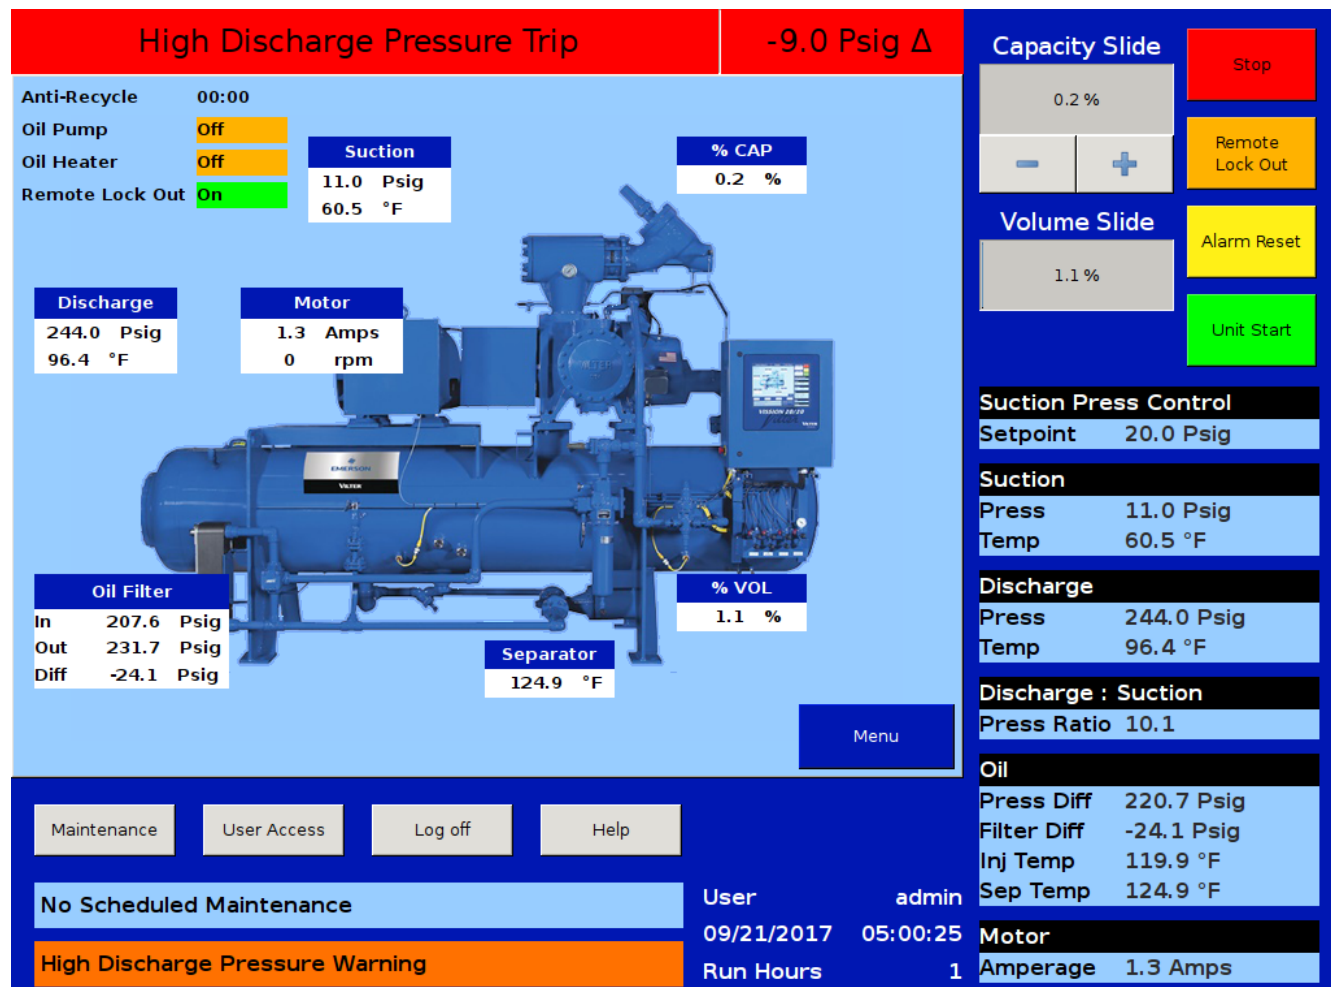 High Discharge Pressure Trip
-9.0 Psig Δ
Anti-Recycle 00:00
Oil Pump Off
Oil Heater Off
Remote Lock Out On
Suction
11.0 Psig
60.5 °F
% CAP
0.2 %
Discharge
244.0 Psig
96.4 °F
Motor
1.3 Amps
0 rpm
EMERSON
VILTER
VISSION 20/20
Oil Filter
In 207.6 Psig
Out 231.7 Psig
Diff -24.1 Psig
% VOL
1.1 %
Separator
124.9 °F
Menu
Maintenance
User Access
Log off
Help
No Scheduled Maintenance
High Discharge Pressure Warning
User admin
09/21/2017 05:00:25
Run Hours 1
Capacity Slide
0.2 %
Volume Slide
1.1 %
Stop
Remote
Lock Out
Alarm Reset
Unit Start
Suction Press Control
Setpoint 20.0 Psig
Suction
Press 11.0 Psig
Temp 60.5 °F
Discharge
Press 244.0 Psig
Temp 96.4 °F
Discharge : Suction
Press Ratio 10.1
Oil
Press Diff 220.7 Psig
Filter Diff -24.1 Psig
Inj Temp 119.9 °F
Sep Temp 124.9 °F
Motor
Amperage 1.3 Amps